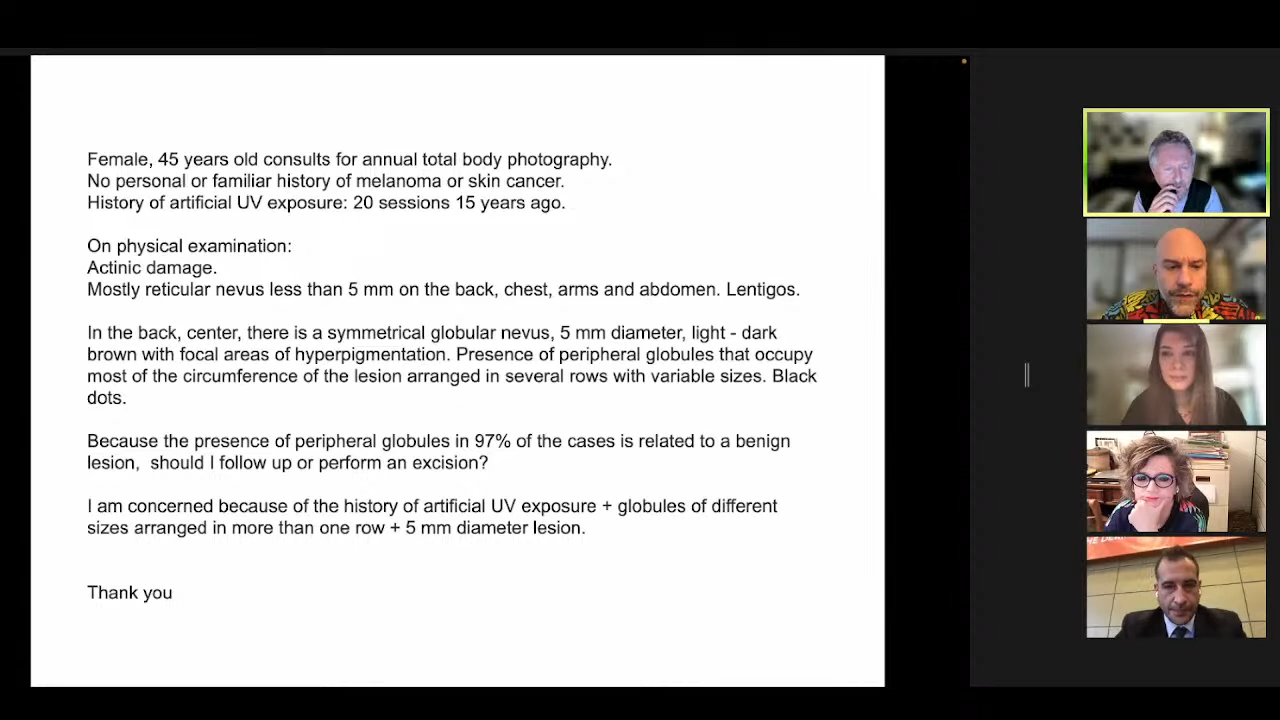 Female, 45 years old consults for annual total body photography.
No personal or familiar history of melanoma or skin cancer.
History of artificial UV exposure: 20 sessions 15 years ago.
On physical examination:
Actinic damage.
Mostly reticular nevus less than 5 mm on the back, chest, arms and abdomen. Lentigos.
In the back, center, there is a symmetrical globular nevus, 5 mm diameter, light - dark
brown with focal areas of hyperpigmentation. Presence of peripheral globules that occupy
most of the circumference of the lesion arranged in several rows with variable sizes. Black
dots.
Because the presence of peripheral globules in 97% of the cases is related to a benign
lesion,  should I follow up or perform an excision?
I am concerned because of the history of artificial UV exposure + globules of different
sizes arranged in more than one row + 5 mm diameter lesion.
Thank you